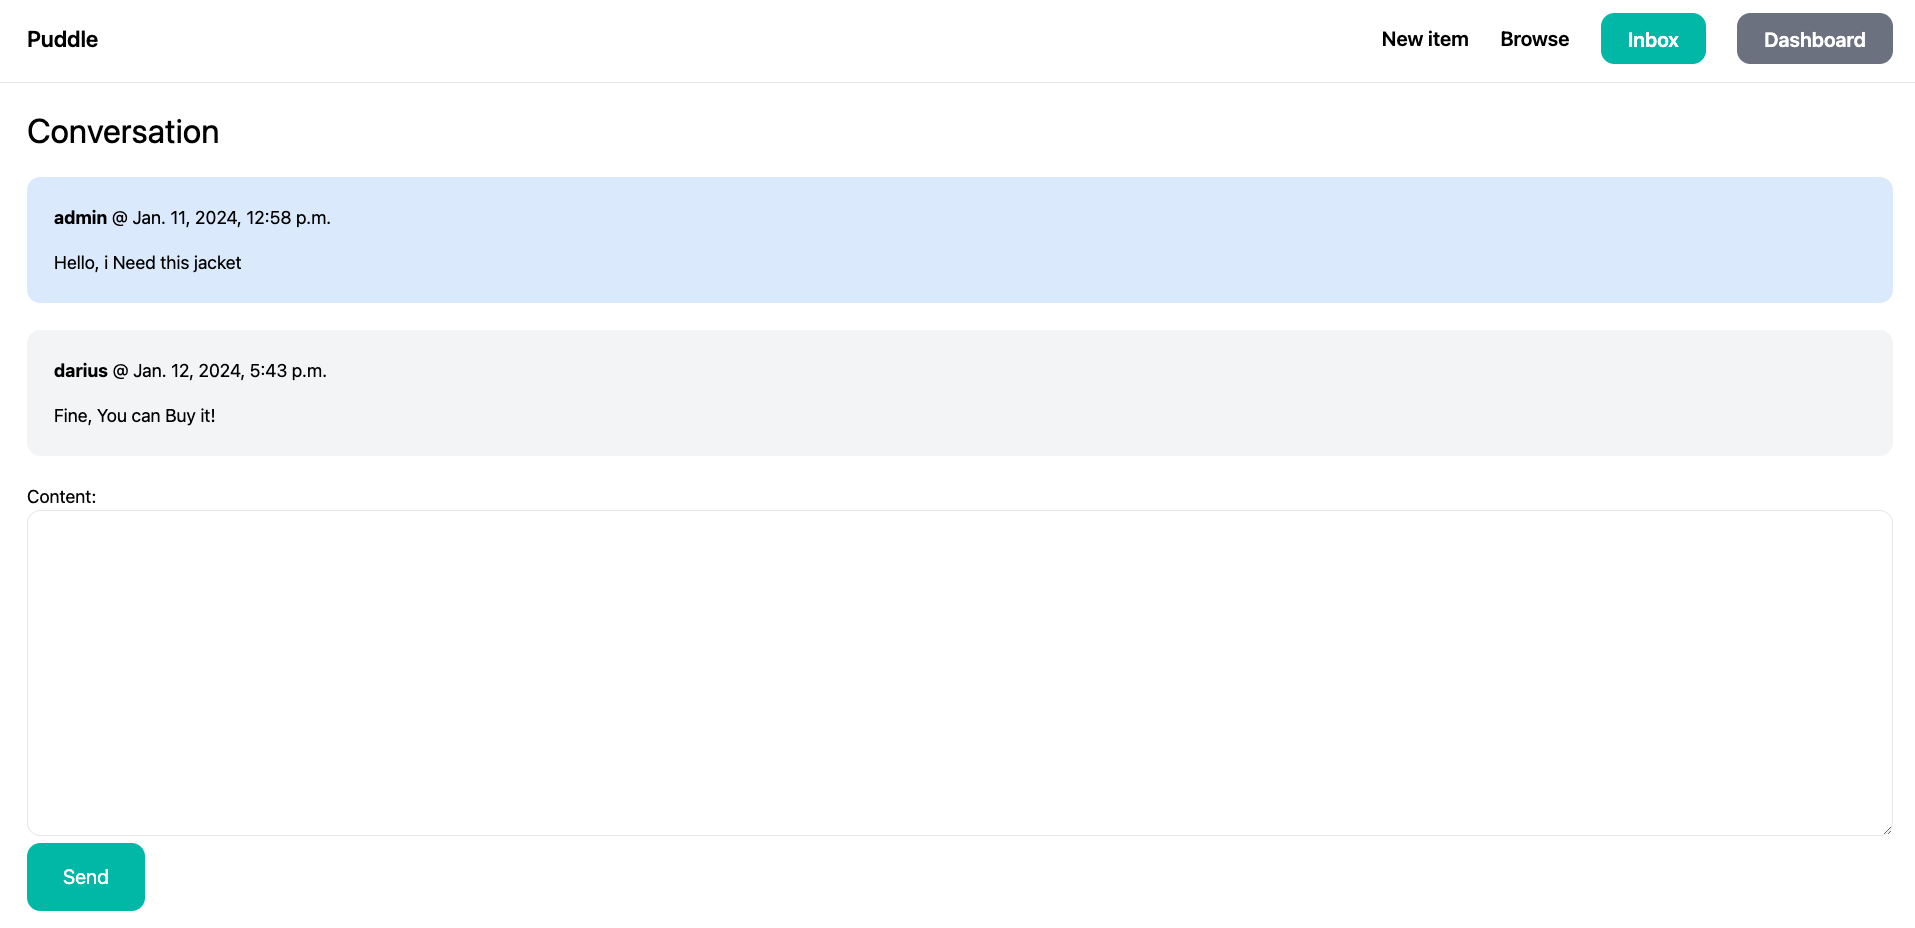 Puddle
New item Browse Inbox Dashboard
Conversation
admin @ Jan. 11, 2024, 12:58 p.m.
Hello, i Need this jacket
darius @ Jan. 12, 2024, 5:43 p.m.
Fine, You can Buy it!
Content:
Send